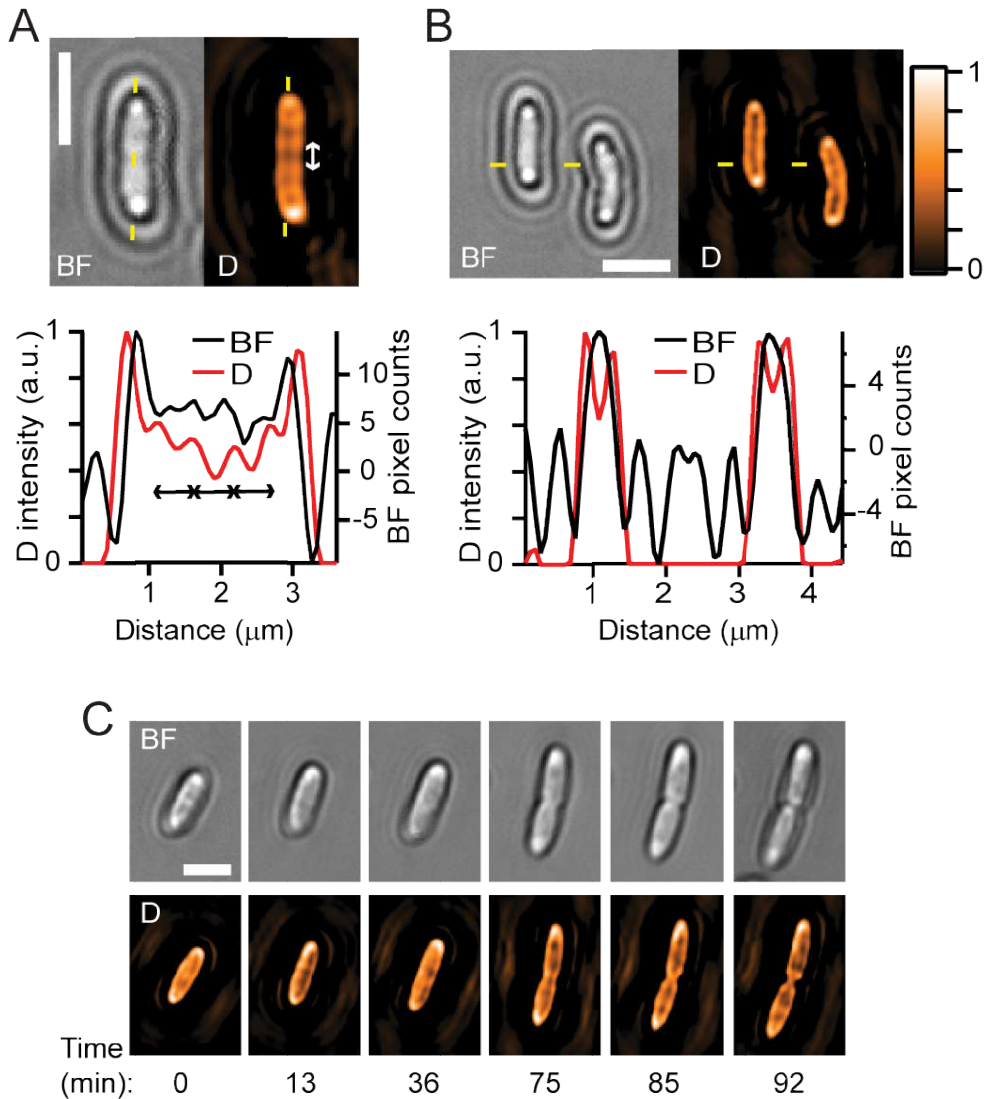 A
B
BF
D
BF
D
1
0
1
0
D intensity (a.u.)
BF
D
10
5
0
-5
BF pixel counts
1
2
3
Distance (μm)
1
0
D intensity (a.u.)
BF
D
4
0
-4
BF pixel counts
1
2
3
4
Distance (μm)
C
BF
D
Time
(min): 0 13 36 75 85 92